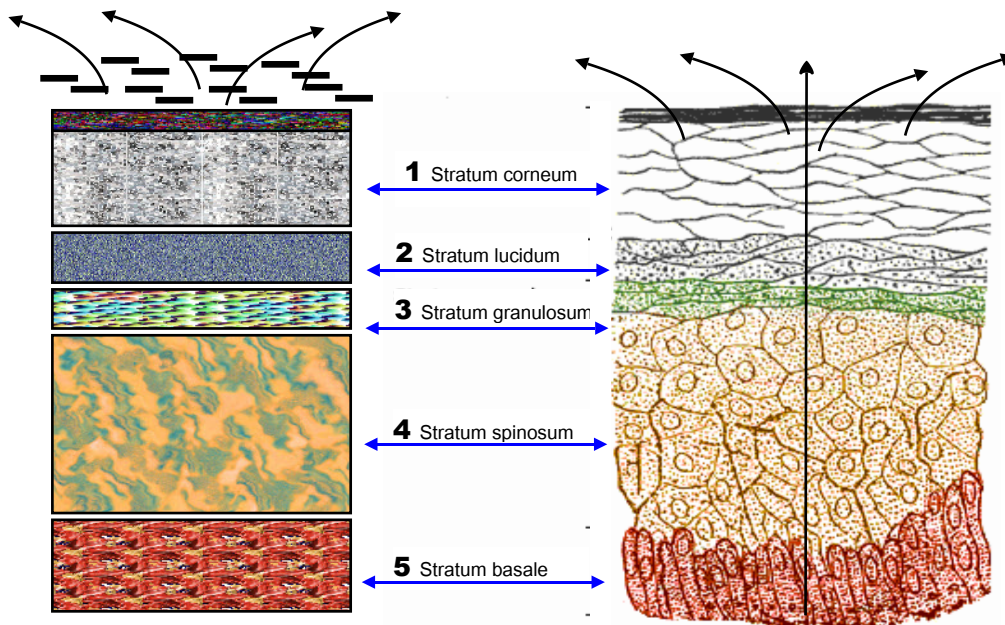 1 Stratum corneum
2 Stratum lucidum
3 Stratum granulosum
4 Stratum spinosum
5 Stratum basale